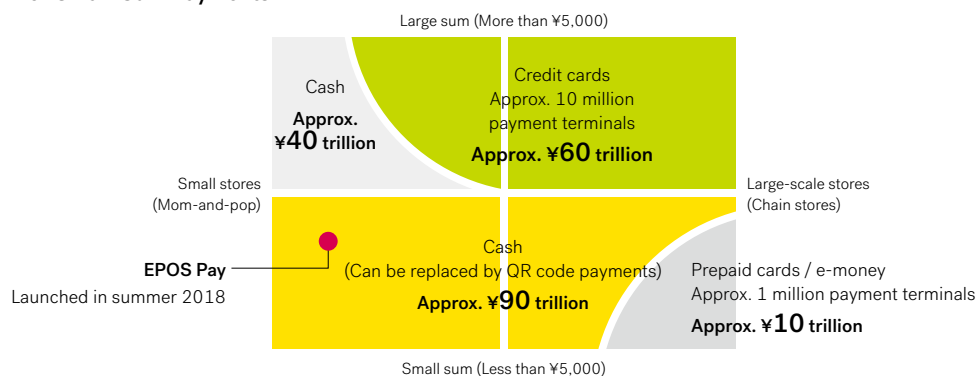 Large sum (More than ¥5,000)
Cash
Approx.
¥40 trillion
Credit cards
Approx. 10 million
payment terminals
Approx. ¥60 trillion
Small stores
(Mom-and-pop)
Large-scale stores
(Chain stores)
EPOS Pay
Launched in summer 2018
Cash
(Can be replaced by QR code payments)
Approx. ¥90 trillion
Prepaid cards / e-money
Approx. 1 million payment terminals
Approx. ¥10 trillion
Small sum (Less than ¥5,000)